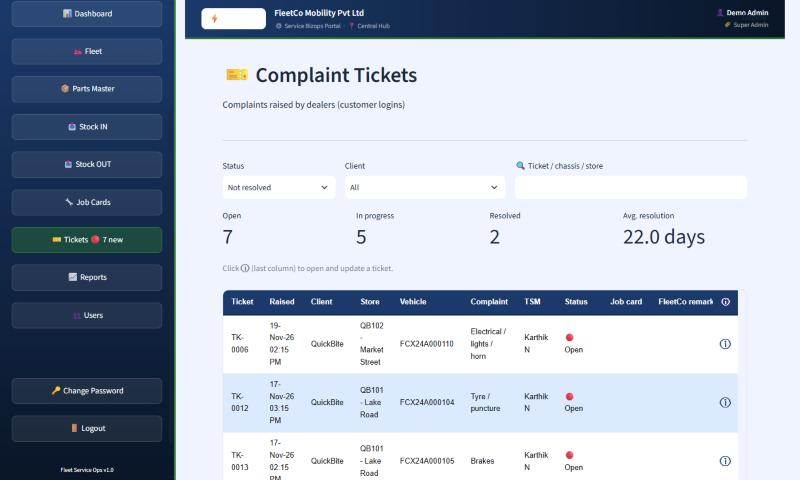 Dashboard
Fleet
Parts Master
Stock IN
Stock OUT
Job Cards
Tickets 7 new
Reports
Users
Change Password
Logout
Fleet Service Ops v1.0
FleetCo Mobility Pvt Ltd
Service Bizops Portal · Central Hub
Demo Admin
Super Admin
Complaint Tickets
Complaints raised by dealers (customer logins)
Status
Client
Ticket / chassis / store
Not resolved
All
Open
In progress
Resolved
Avg. resolution
7
5
2
22.0 days
Click ⓘ (last column) to open and update a ticket.
Ticket Raised Client Store Vehicle Complaint TSM Status Job card FleetCo remark ⓘ
TK-
0006
19-
Nov-26
02:15
PM
QuickBite
QB102
-
Market
Street
FCX24A000110
Electrical /
lights /
horn
Karthik
N
Open
TK-
0012
17-
Nov-26
03:15
PM
QuickBite
QB101
- Lake
Road
FCX24A000104
Tyre /
puncture
Karthik
N
Open
TK-
0013
17-
Nov-26
02:15
PM
QuickBite
QB101
- Lake
Road
FCX24A000105
Brakes
Karthik
N
Open